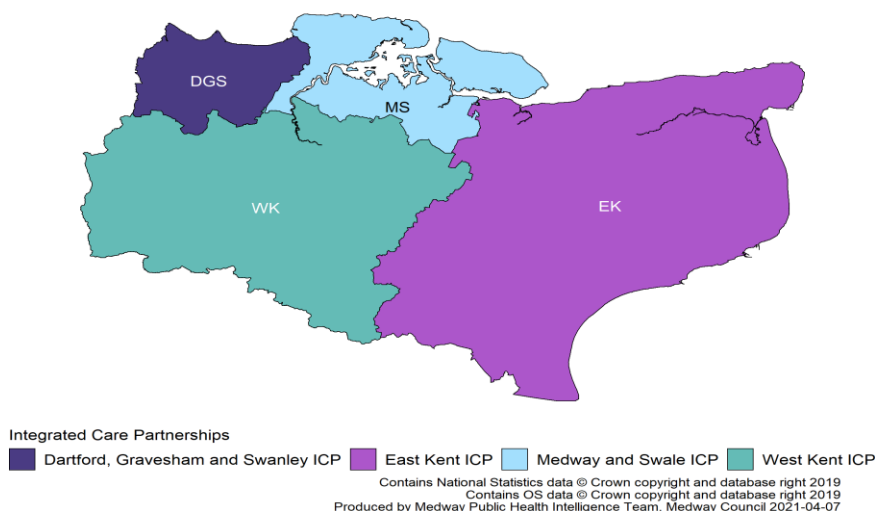 DGS
MS
WK
EK
Integrated Care Partnerships
Dartford, Gravesham and Swanley ICP East Kent ICP Medway and Swale ICP West Kent ICP
Contains National Statistics data © Crown copyright and database right 2019
Contains OS data © Crown copyright and database right 2019
Produced by Medway Public Health Intelligence Team, Medway Council 2021-04-07